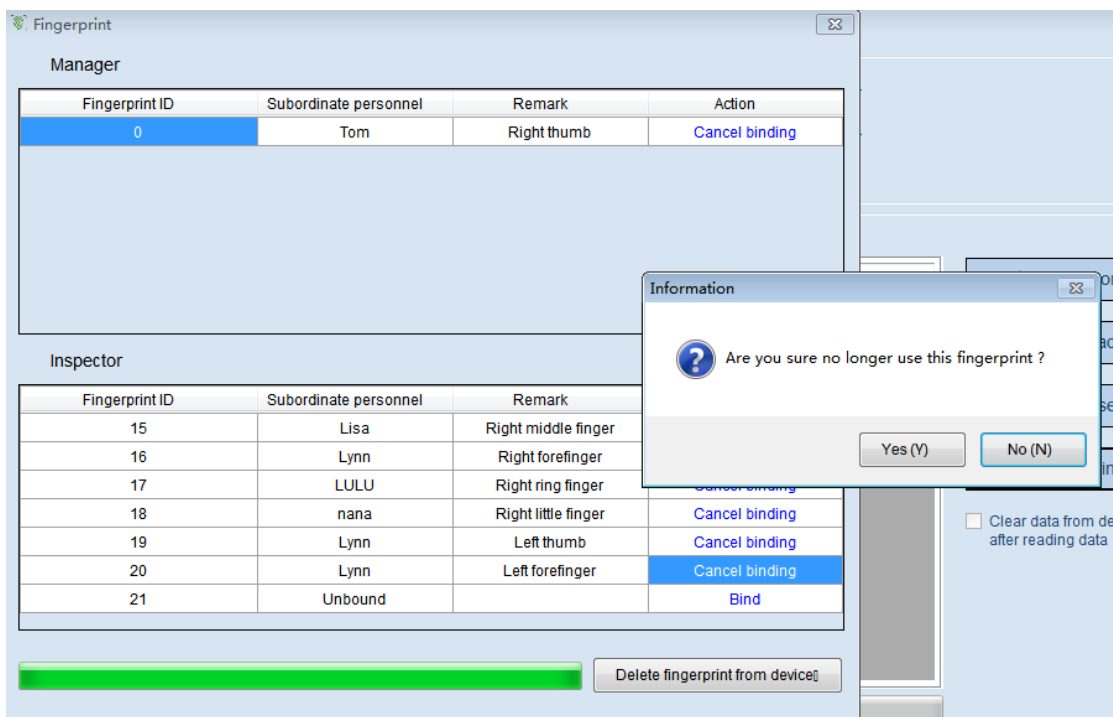 Fingerprint
Manager
Fingerprint ID Subordinate personnel Remark Action
0 Tom Right thumb Cancel binding
Information
Are you sure no longer use this fingerprint ?
Yes (Y) No (N)
Inspector
Fingerprint ID Subordinate personnel Remark
15 Lisa Right middle finger
16 Lynn Right forefinger
17 LULU Right ring finger
18 nana Right little finger Cancel binding
19 Lynn Left thumb Cancel binding
20 Lynn Left forefinger Cancel binding
21 Unbound Bind
Delete fingerprint from device
Clear data from de
after reading data